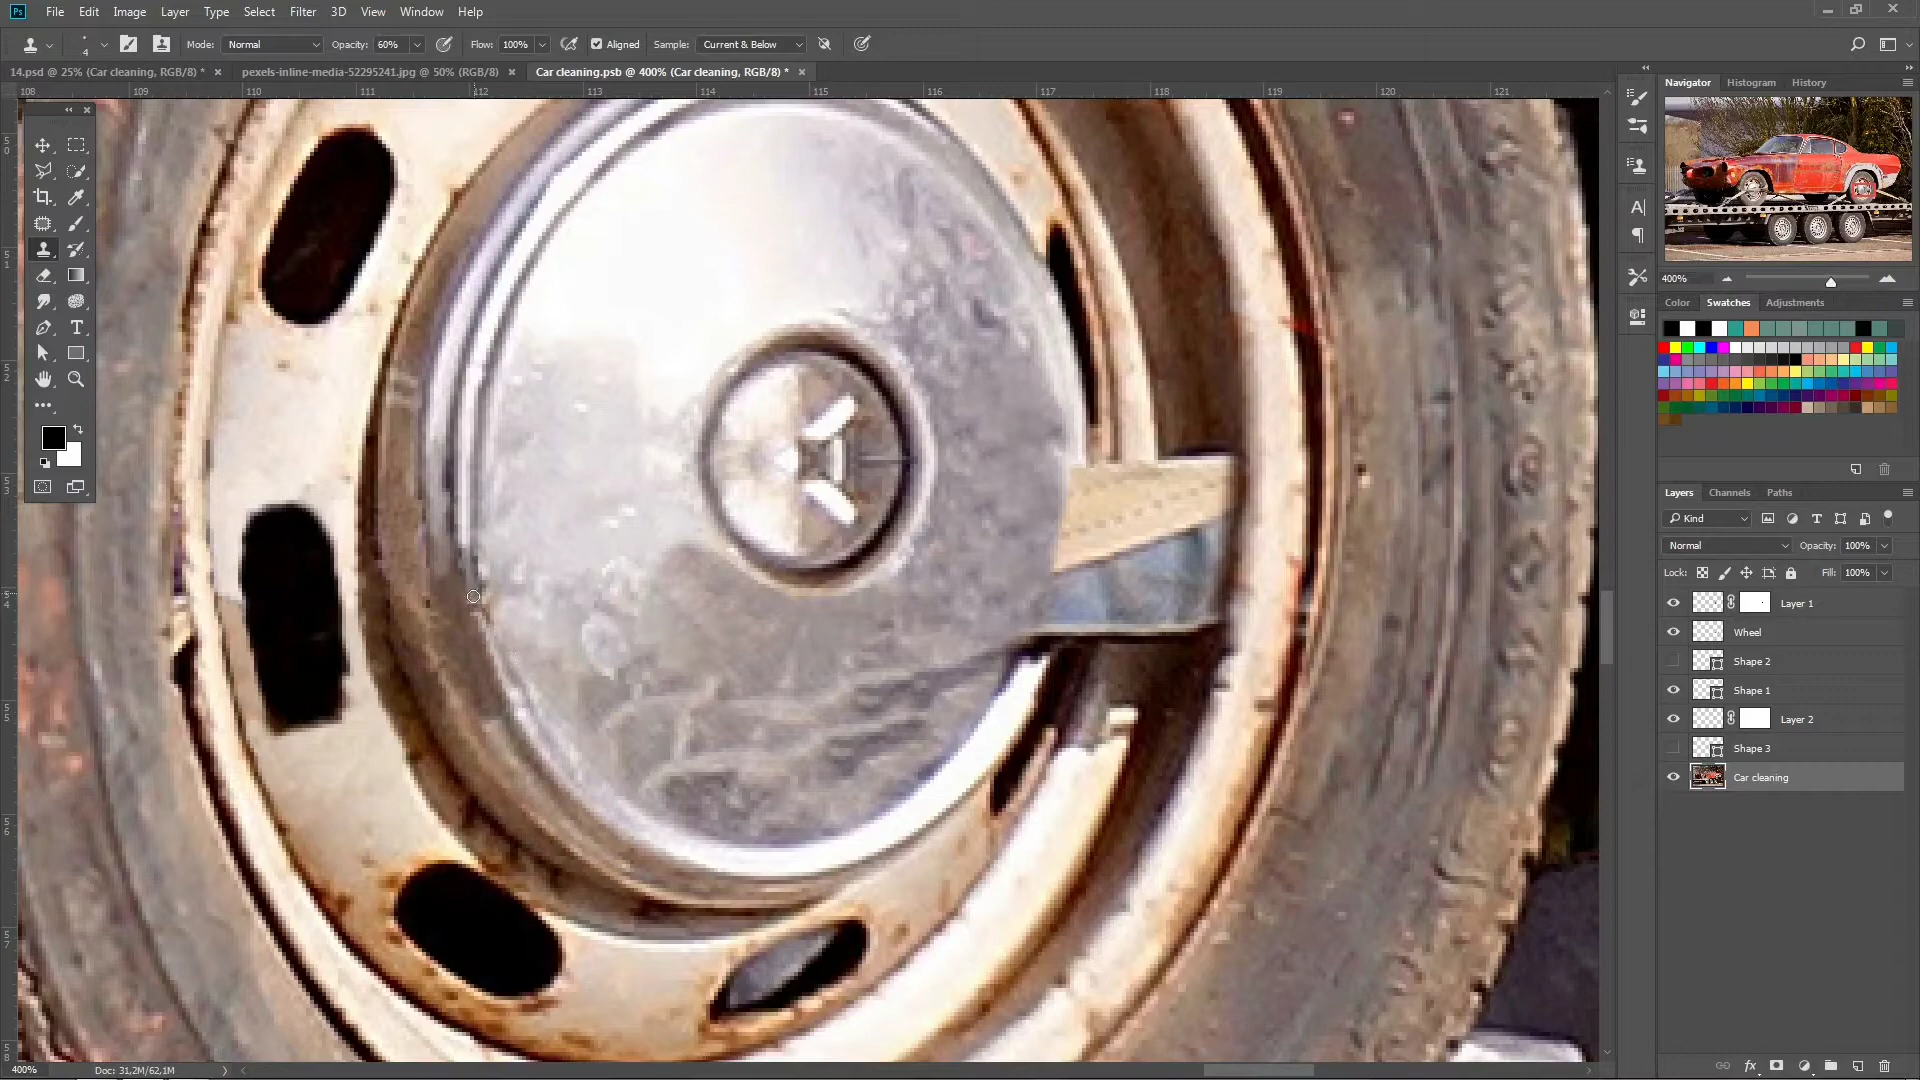 Ps File Edit Image Layer Type Select Filter 3D View Window Help
4 Mode: Normal Opacity: 60% Flow: 100% Aligned Sample: Current & Below
14.psd @ 25% (Car cleaning, RGB/8) * × pexels-inline-media-52295241.jpg @ 50% (RGB/8) × Car cleaning.psb @ 400% (Car cleaning, RGB/8) * ×
108 109 110 111 112 113 114 115 116 117 118 119 120 121
Navigator Histogram History
400%
Color Swatches Adjustments
Layers Channels Paths
Kind
Normal Opacity: 100%
Lock: Fill: 100%
Layer 1
Wheel
Shape 2
Shape 1
Layer 2
Shape 3
Car cleaning
400% Doc: 31,2M/62,1M